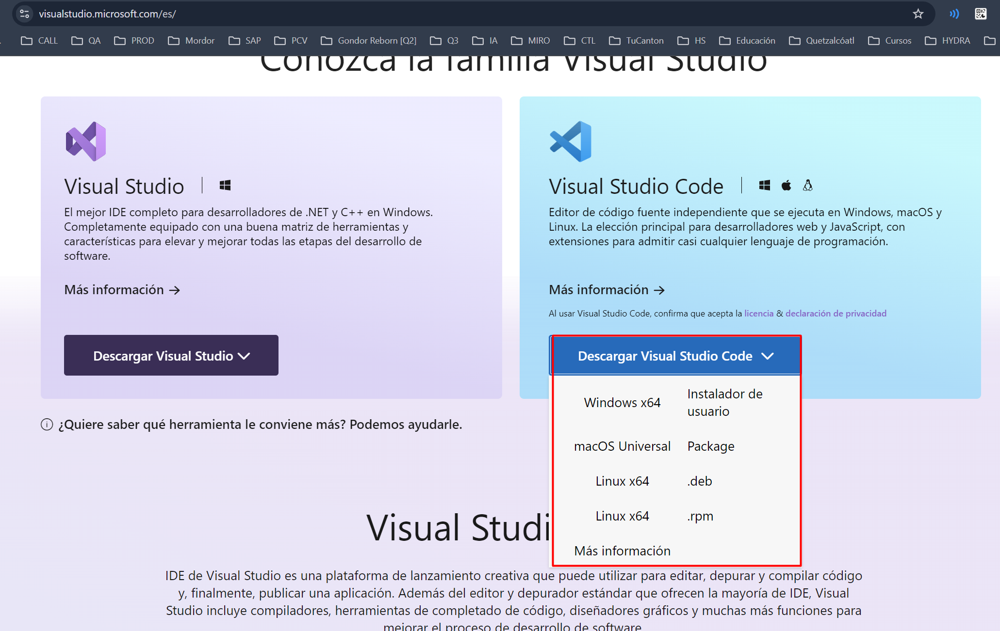 visualstudio.microsoft.com/es/
CALL QA PROD Mordor SAP PCV Gondor Reborn [Q2] Q3 IA MIRO CTL TuCanton HS Educación Quetzalcóatl Cursos HYDRA
Conozca la familia Visual Studio
Visual Studio
El mejor IDE completo para desarrolladores de .NET y C++ en Windows.
Completamente equipado con una buena matriz de herramientas y
características para elevar y mejorar todas las etapas del desarrollo de
software.
Más información →
Descargar Visual Studio
Visual Studio Code
Editor de código fuente independiente que se ejecuta en Windows, macOS y
Linux. La elección principal para desarrolladores web y JavaScript, con
extensiones para admitir casi cualquier lenguaje de programación.
Más información →
Al usar Visual Studio Code, confirma que acepta la licencia & declaración de privacidad
Descargar Visual Studio Code
Windows x64 Instalador de
usuario
macOS Universal Package
Linux x64 .deb
Linux x64 .rpm
Más información
¿Quiere saber qué herramienta le conviene más? Podemos ayudarle.
Visual Studi
IDE de Visual Studio es una plataforma de lanzamiento creativa que puede utilizar para editar, depurar y compilar código
y, finalmente, publicar una aplicación. Además del editor y depurador estándar que ofrecen la mayoría de IDE, Visual
Studio incluye compiladores, herramientas de completado de código, diseñadores gráficos y muchas más funciones para
mejorar el proceso de desarrollo de software.